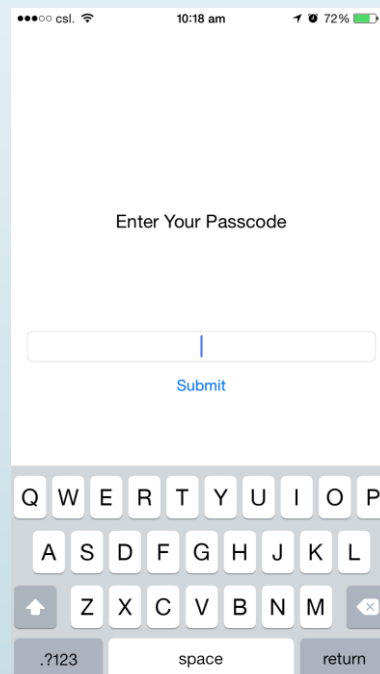 csl. 10:18 am 72%
Enter Your Passcode
Submit
Q W E R T Y U I O P
A S D F G H J K L
Z X C V B N M
.?123 space return